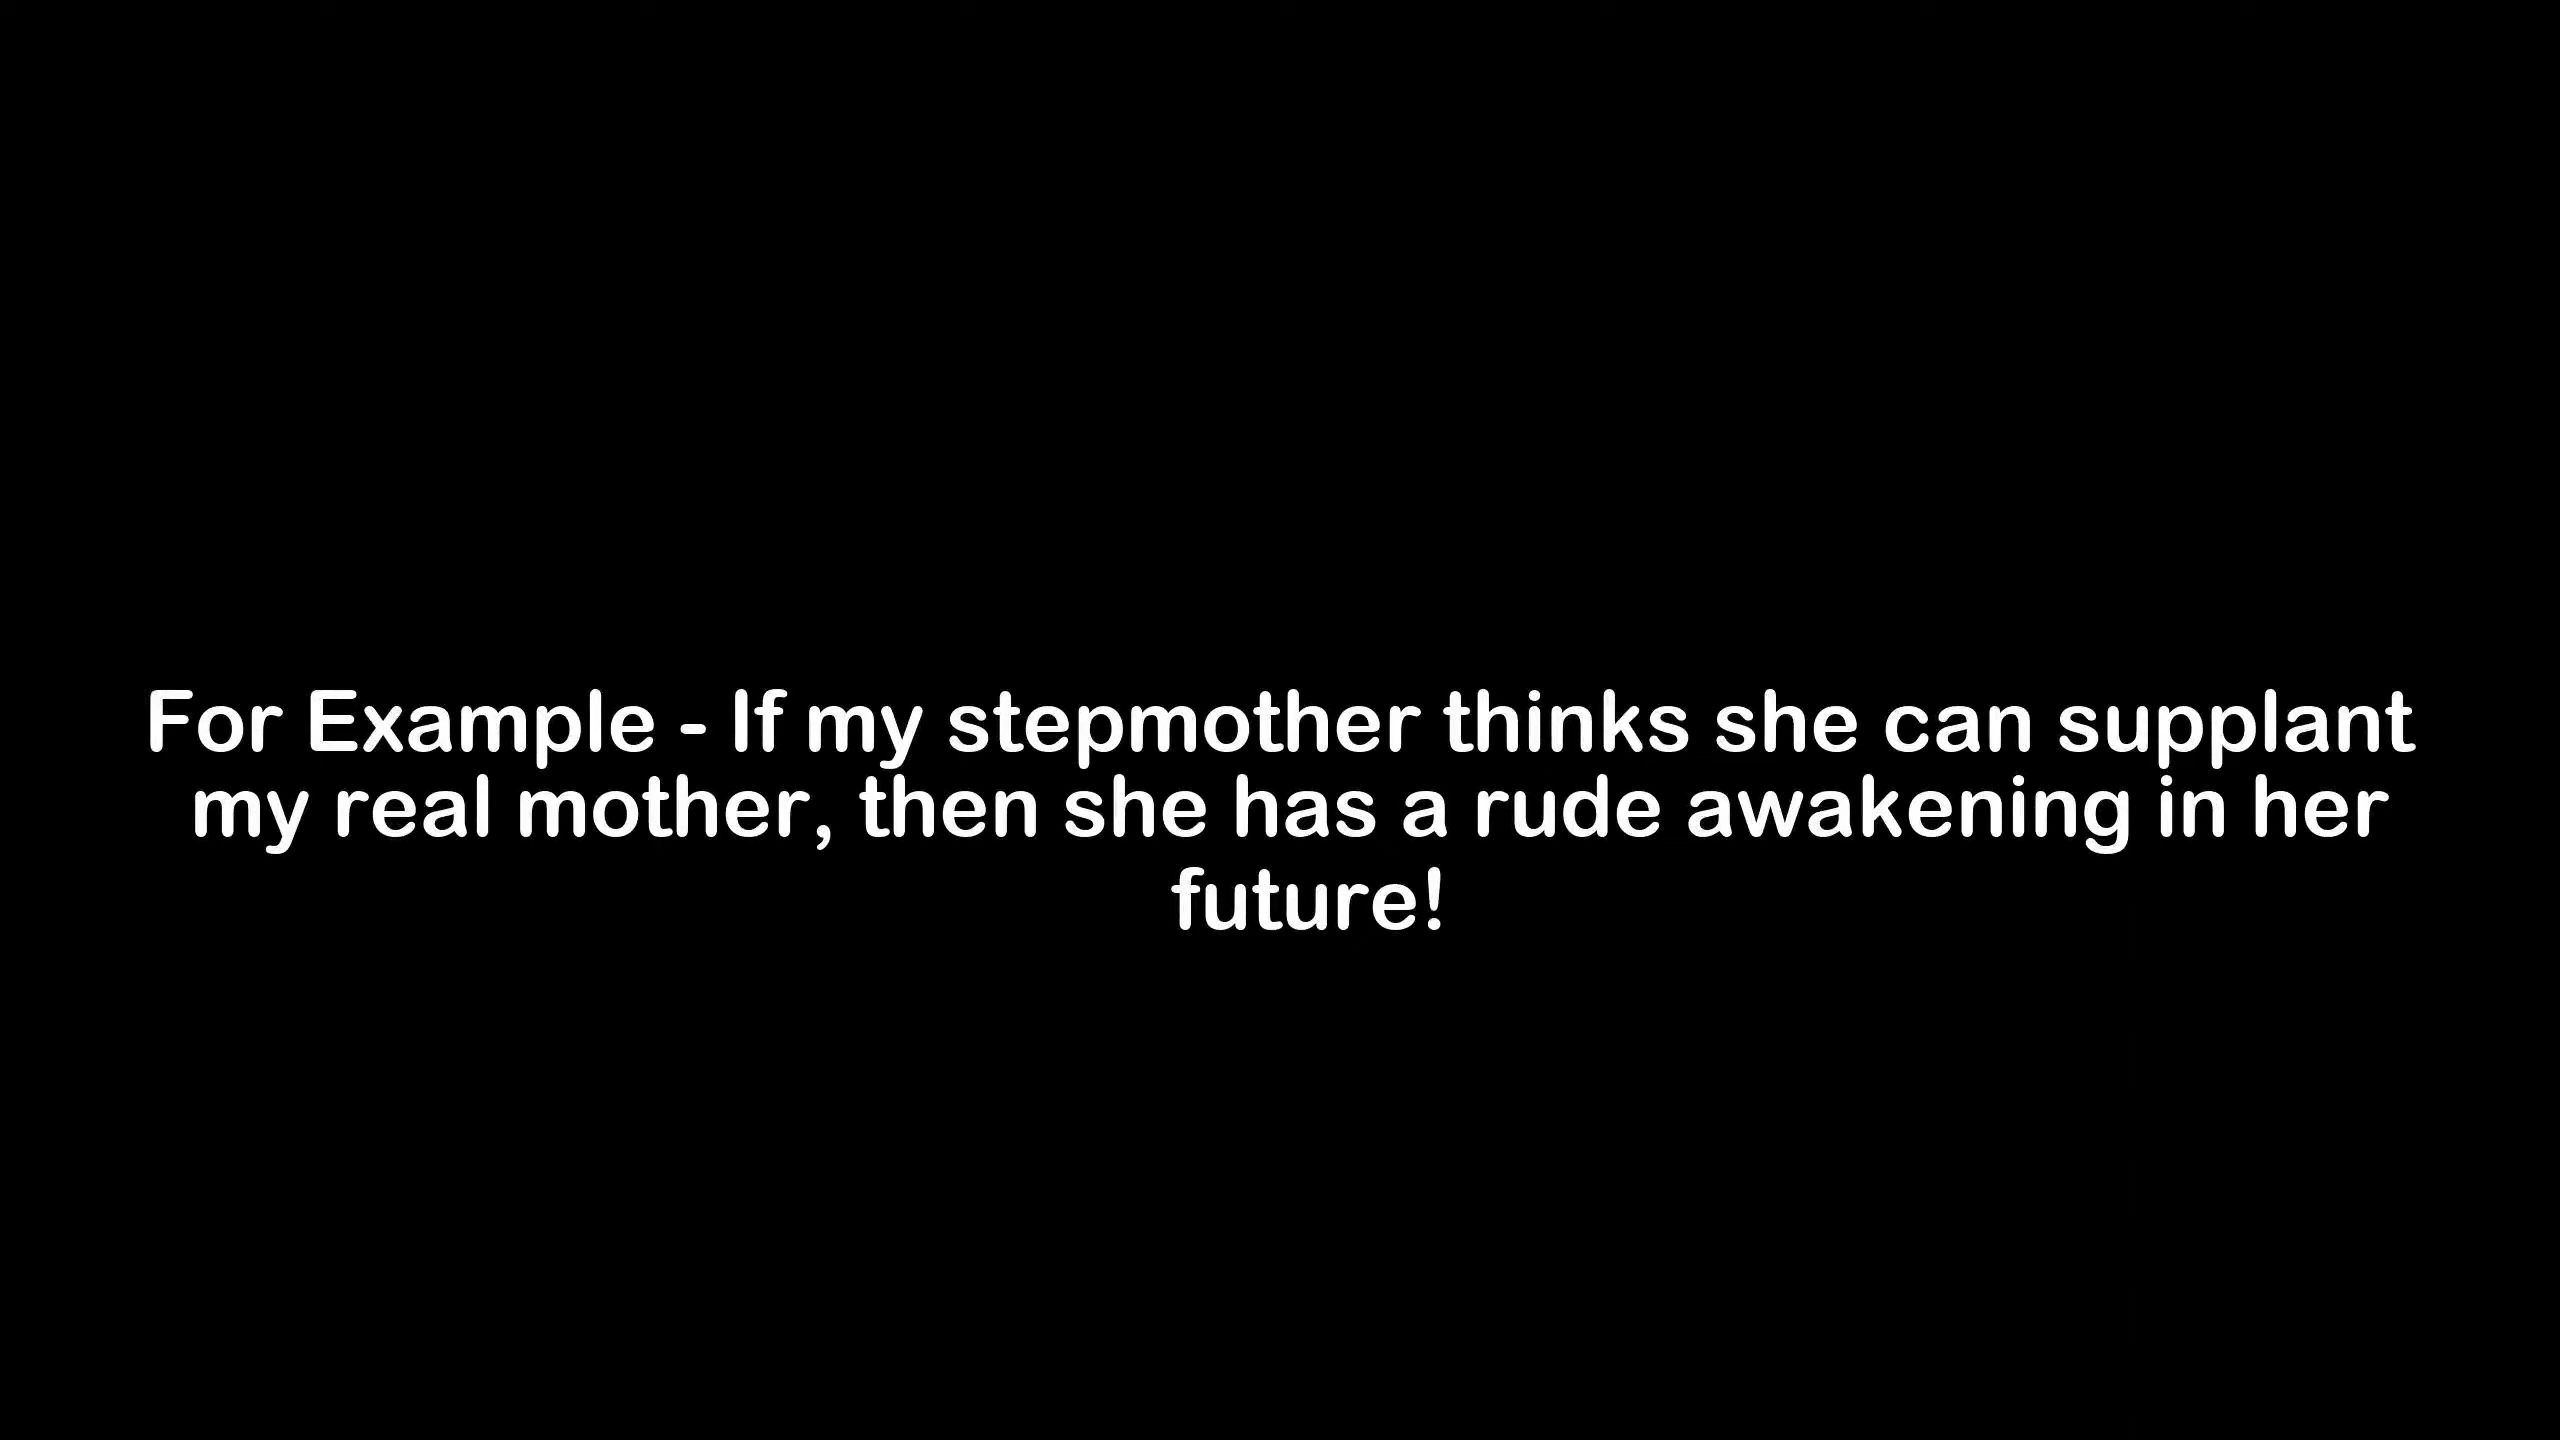 For Example - If my stepmother thinks she can supplant
my real mother, then she has a rude awakening in her
future!